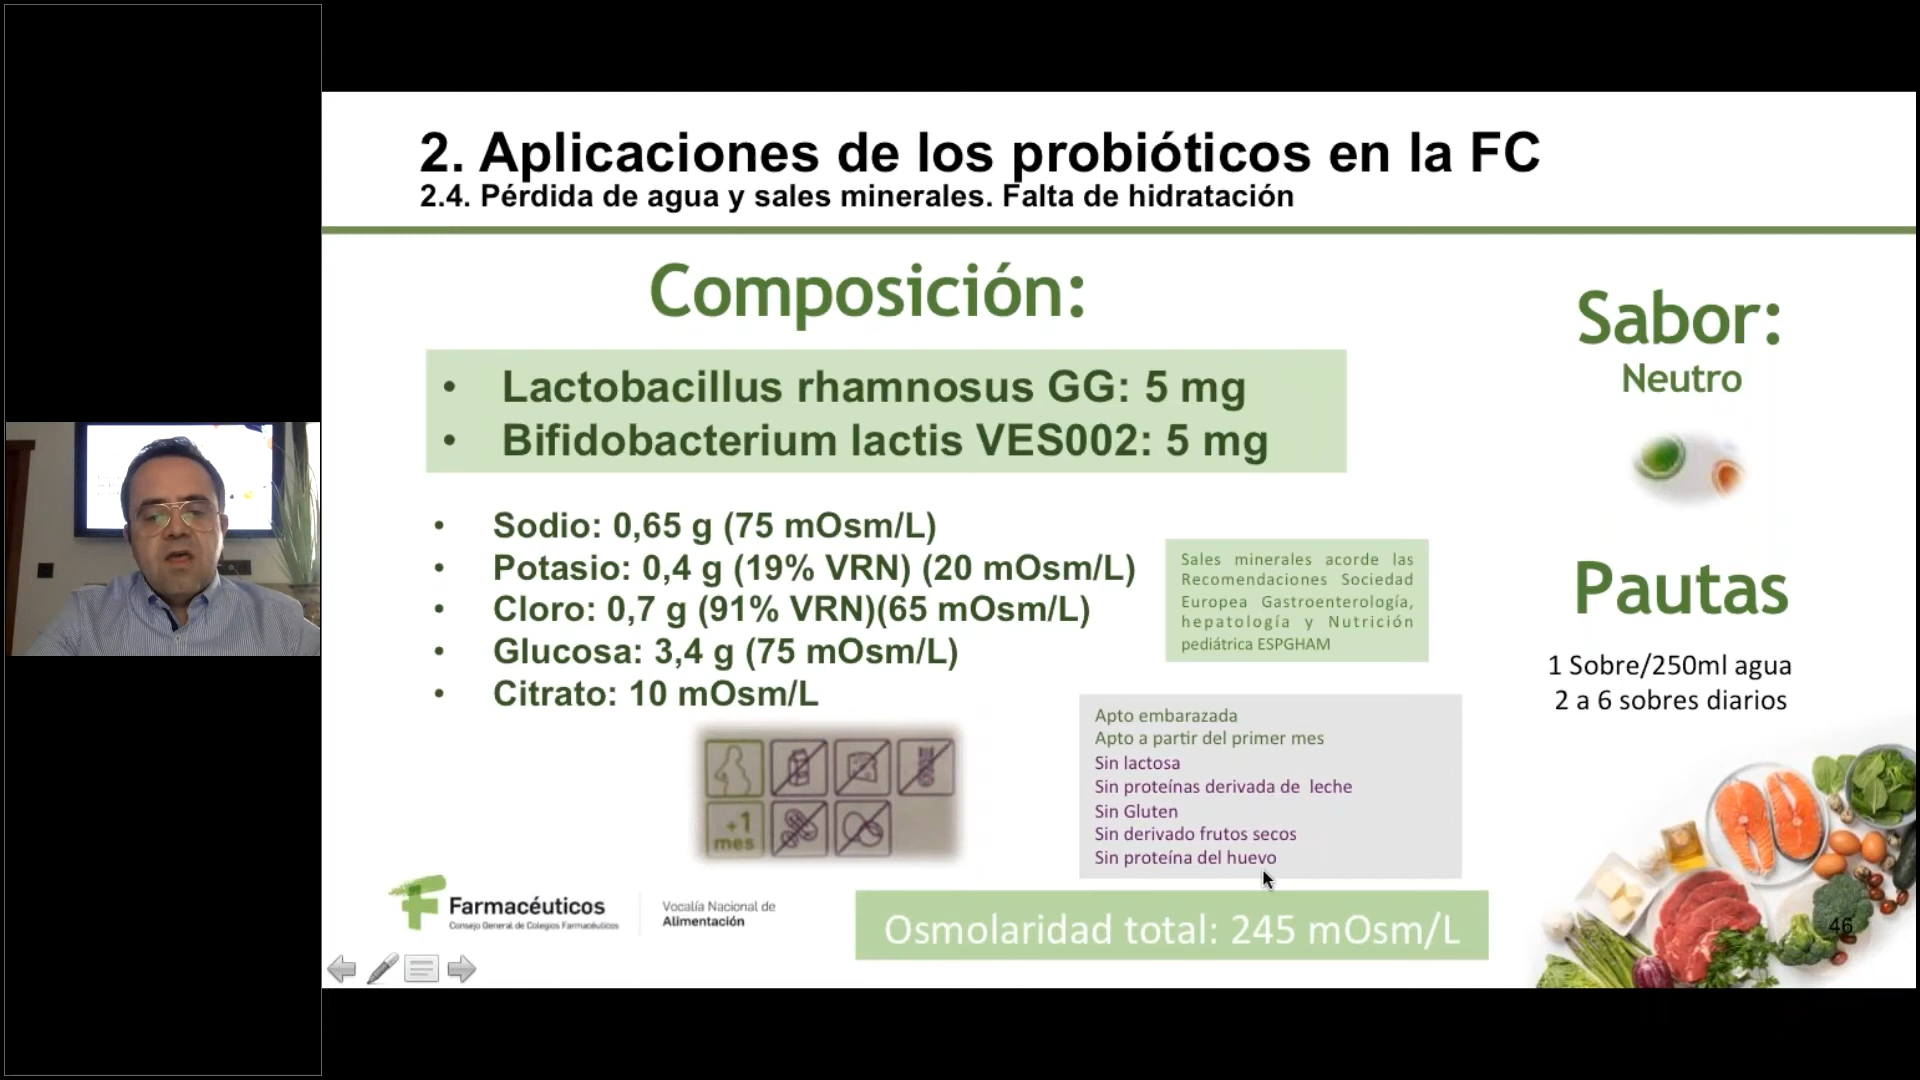 2. Aplicaciones de los probióticos en la FC
2.4. Pérdida de agua y sales minerales. Falta de hidratación
Composición:
• Lactobacillus rhamnosus GG: 5 mg
• Bifidobacterium lactis VES002: 5 mg
• Sodio: 0,65 g (75 mOsm/L)
• Potasio: 0,4 g (19% VRN) (20 mOsm/L)
• Cloro: 0,7 g (91% VRN)(65 mOsm/L)
• Glucosa: 3,4 g (75 mOsm/L)
• Citrato: 10 mOsm/L
Sales minerales acorde las
Recomendaciones Sociedad
Europea Gastroenterología,
hepatología y Nutrición
pediátrica ESPGHAM
Sabor:
Neutro
Pautas
1 Sobre/250ml agua
2 a 6 sobres diarios
+1
mes
Apto embarazada
Apto a partir del primer mes
Sin lactosa
Sin proteínas derivada de leche
Sin Gluten
Sin derivado frutos secos
Sin proteína del huevo
Farmacéuticos
Consejo General de Colegios Farmacéuticos
Vocalía Nacional de
Alimentación
Osmolaridad total: 245 mOsm/L
46